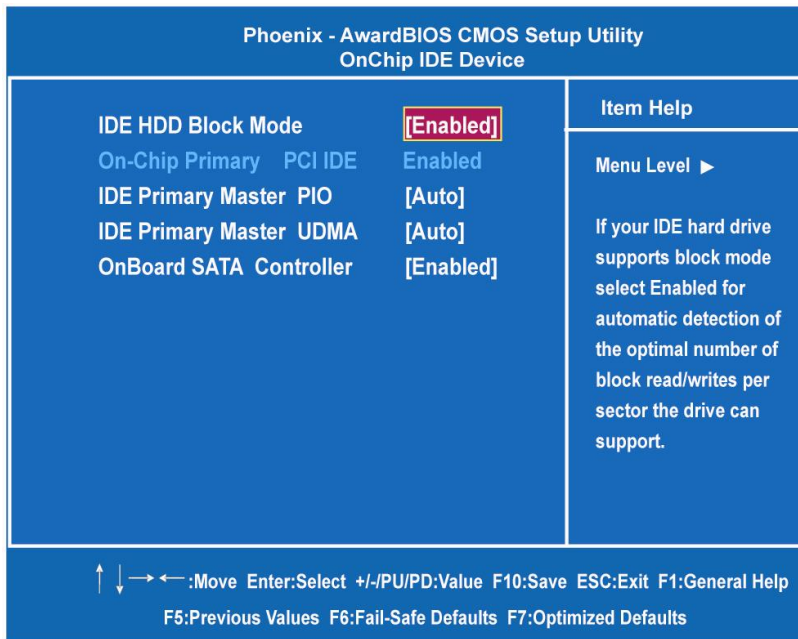 Phoenix - AwardBIOS CMOS Setup Utility
OnChip IDE Device
IDE HDD Block Mode [Enabled]
On-Chip Primary PCI IDE Enabled
IDE Primary Master PIO [Auto]
IDE Primary Master UDMA [Auto]
OnBoard SATA Controller [Enabled]
Item Help
Menu Level ►
If your IDE hard drive
supports block mode
select Enabled for
automatic detection of
the optimal number of
block read/writes per
sector the drive can
support.
↑ ↓ → ← :Move Enter:Select +/-/PU/PD:Value F10:Save ESC:Exit F1:General Help
F5:Previous Values F6:Fail-Safe Defaults F7:Optimized Defaults